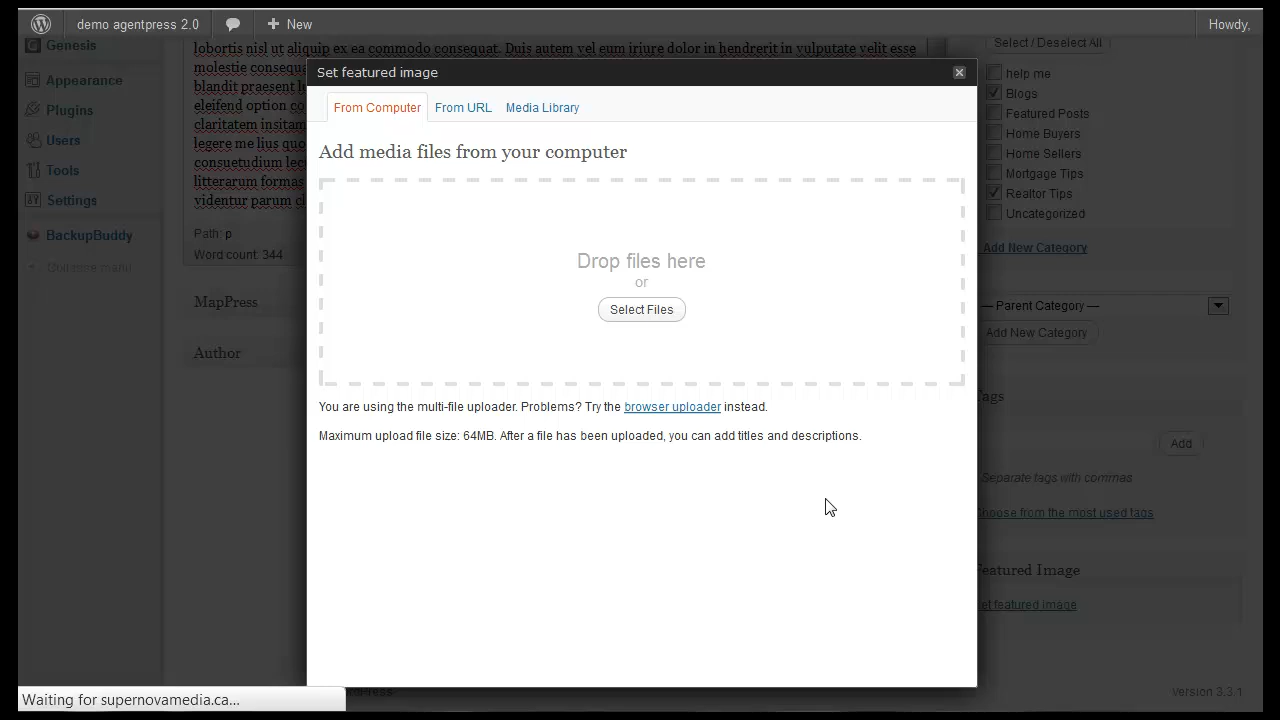 demo agentpress 2.0
New
Howdy,
Genesis
Appearance
Plugins
Users
Tools
Settings
BackupBuddy
Collapse menu
lobortis nisl ut aliquip ex ea commodo consequat. Duis autem vel eum iriure dolor in hendrerit in vulputate velit esse
molestie consequa
blandit praesent l
eleifend option co
claritatem insitam
legere me lius quo
consuetudium lec
litterarum formas
videntur parum cl
Path: p
Word count: 344
MapPress
Author
Set featured image
From Computer
From URL
Media Library
Add media files from your computer
Drop files here
or
Select Files
You are using the multi-file uploader. Problems? Try the browser uploader instead.
Maximum upload file size: 64MB. After a file has been uploaded, you can add titles and descriptions.
Select / Deselect All
help me
Blogs
Featured Posts
Home Buyers
Home Sellers
Mortgage Tips
Realtor Tips
Uncategorized
Add New Category
— Parent Category —
Add New Category
Tags
Add
Separate tags with commas
Choose from the most used tags
Featured Image
et featured image
Waiting for supernovamedia.ca...
Version 3.3.1